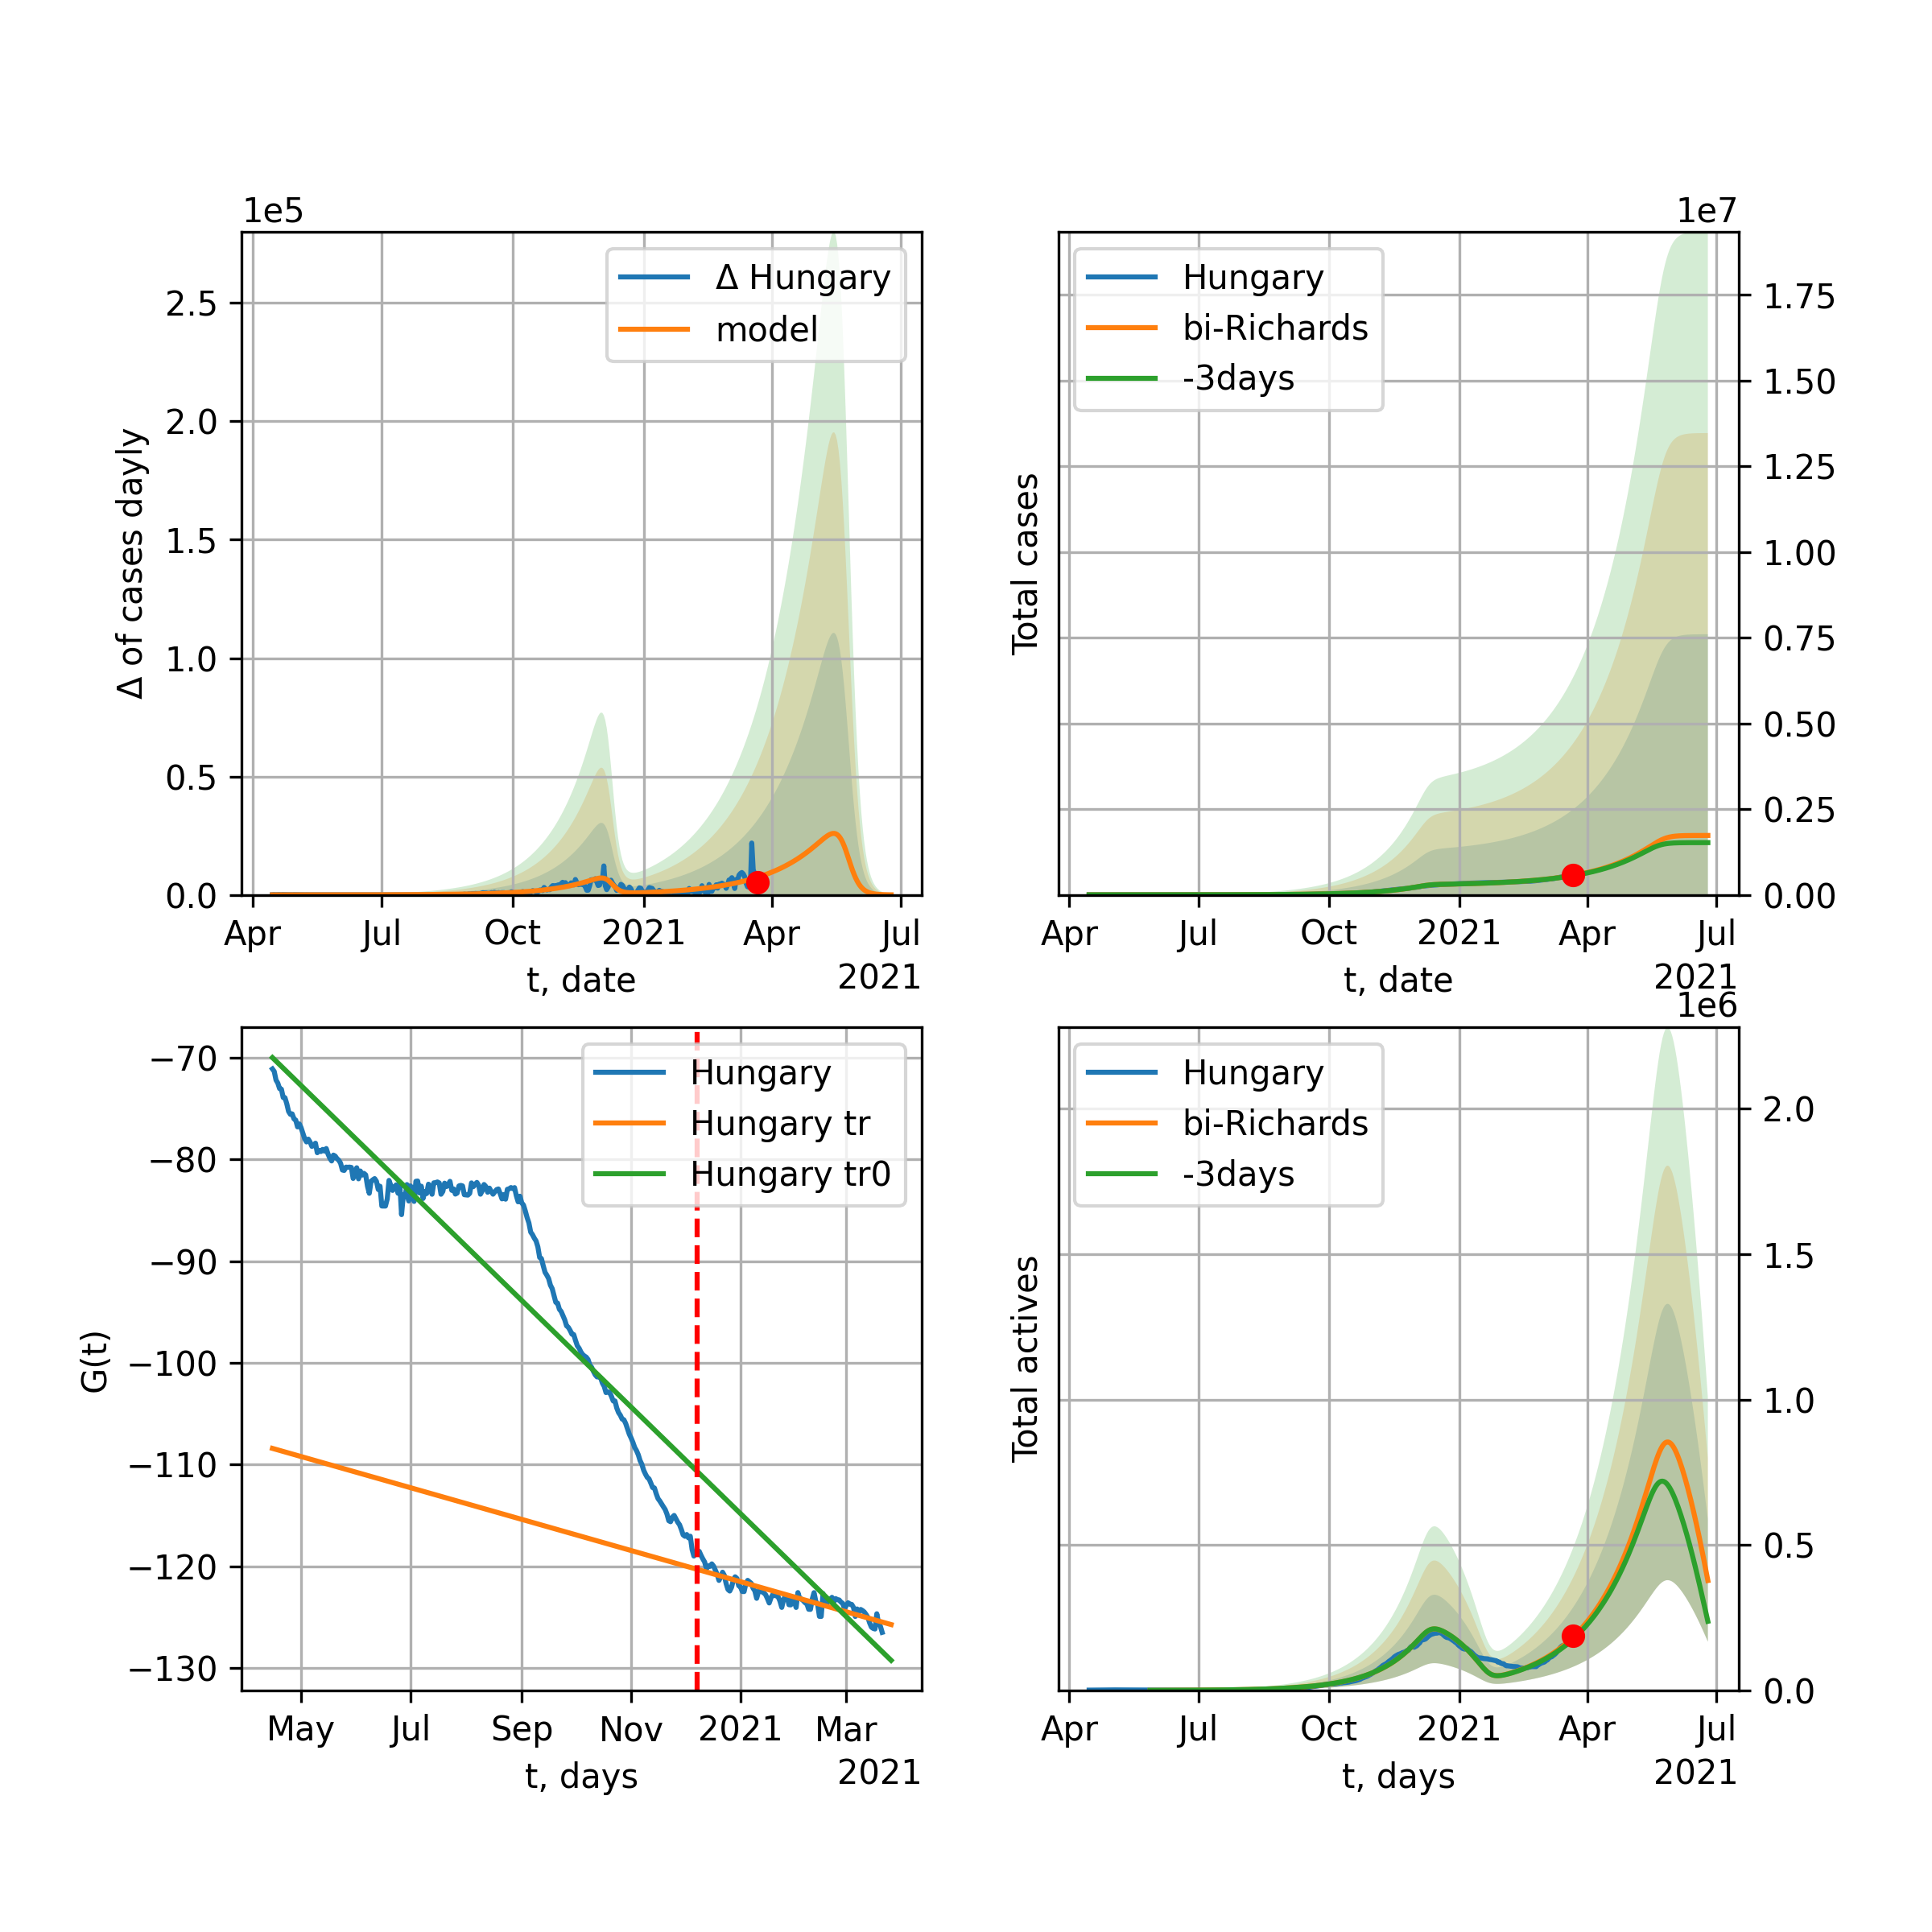 1e5
Δ of cases dayly
2.5
2.0
1.5
1.0
0.5
0.0
Δ Hungary
model
Apr Jul Oct 2021 Apr Jul
t, date
2021
1e7
Total cases
Hungary
bi-Richards
-3days
1.75
1.50
1.25
1.00
0.75
0.50
0.25
0.00
Apr Jul Oct 2021 Apr Jul
t, date
2021
G(t)
−70
−80
−90
−100
−110
−120
−130
Hungary
Hungary tr
Hungary tr0
May Jul Sep Nov 2021 Mar
t, days
2021
1e6
Total actives
Hungary
bi-Richards
-3days
2.0
1.5
1.0
0.5
0.0
Apr Jul Oct 2021 Apr Jul
t, days
2021